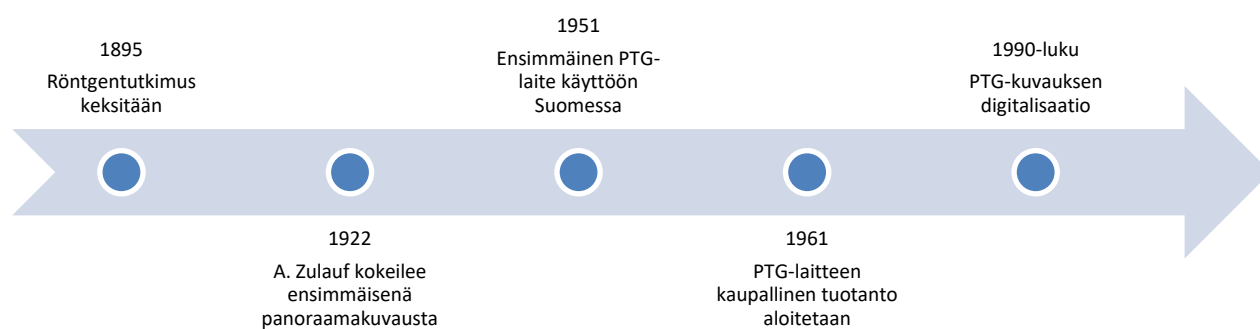 1895
Röntgentutkimus
keksitään
1922
A. Zulauf kokeilee
ensimmäisenä
panoraamakuvausta
1951
Ensimmäinen PTG-
laite käyttöön
Suomessa
1961
PTG-laitteen
kaupallinen tuotanto
aloitetaan
1990-luku
PTG-kuvauksen
digitalisaatio